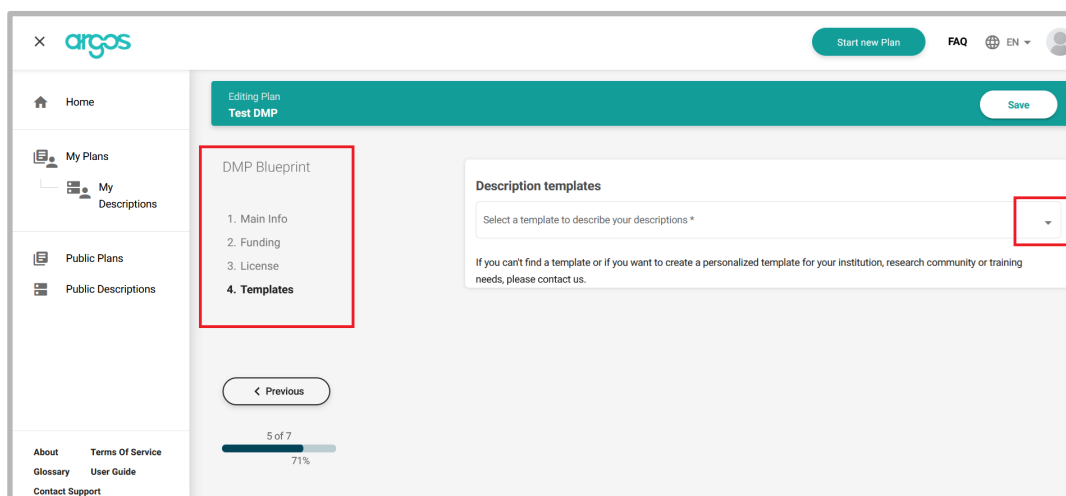 × argos
Start new Plan
FAQ
EN
Home
My Plans
My
Descriptions
Public Plans
Public Descriptions
About
Terms Of Service
Glossary
User Guide
Contact Support
Editing Plan
Test DMP
Save
DMP Blueprint
1. Main Info
2. Funding
3. License
4. Templates
< Previous
5 of 7
71%
Description templates
Select a template to describe your descriptions *
If you can't find a template or if you want to create a personalized template for your institution, research community or training
needs, please contact us.